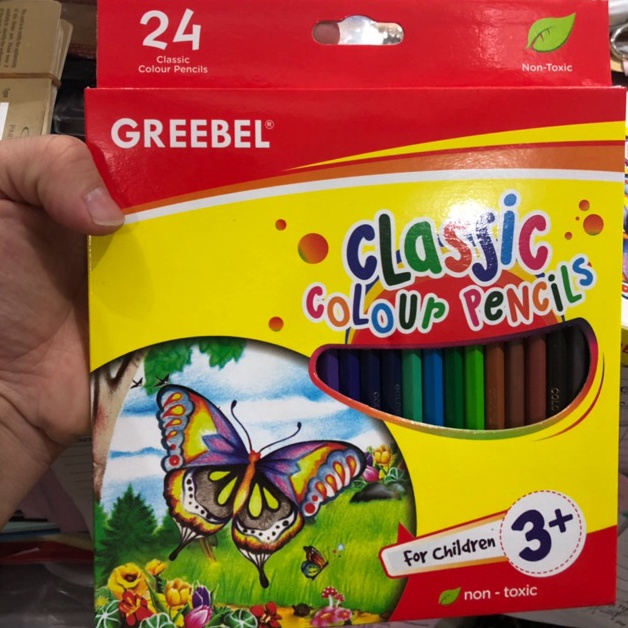 24
Classic
Colour Pencils
Non-Toxic
GREEBEL®
Classic
COLOUR PENCILS
For Children 3+
non - toxic